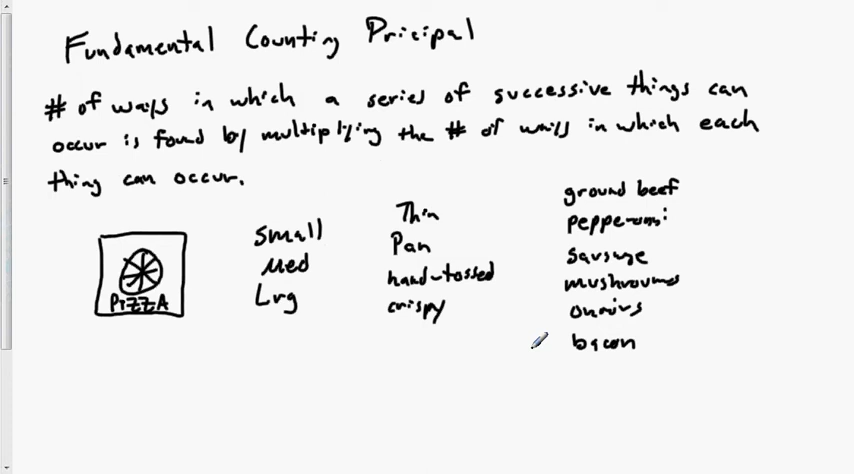 Fundamental Counting Pricipal
# of ways in which a series of successive things can
occur is found by multiplying the # of ways in which each
thing can occur.
PIZZA
Small
Med
Lrg
Thin
Pan
hand-tossed
crispy
ground beef
pepperoni
sausage
mushrooms
onoins
bacon